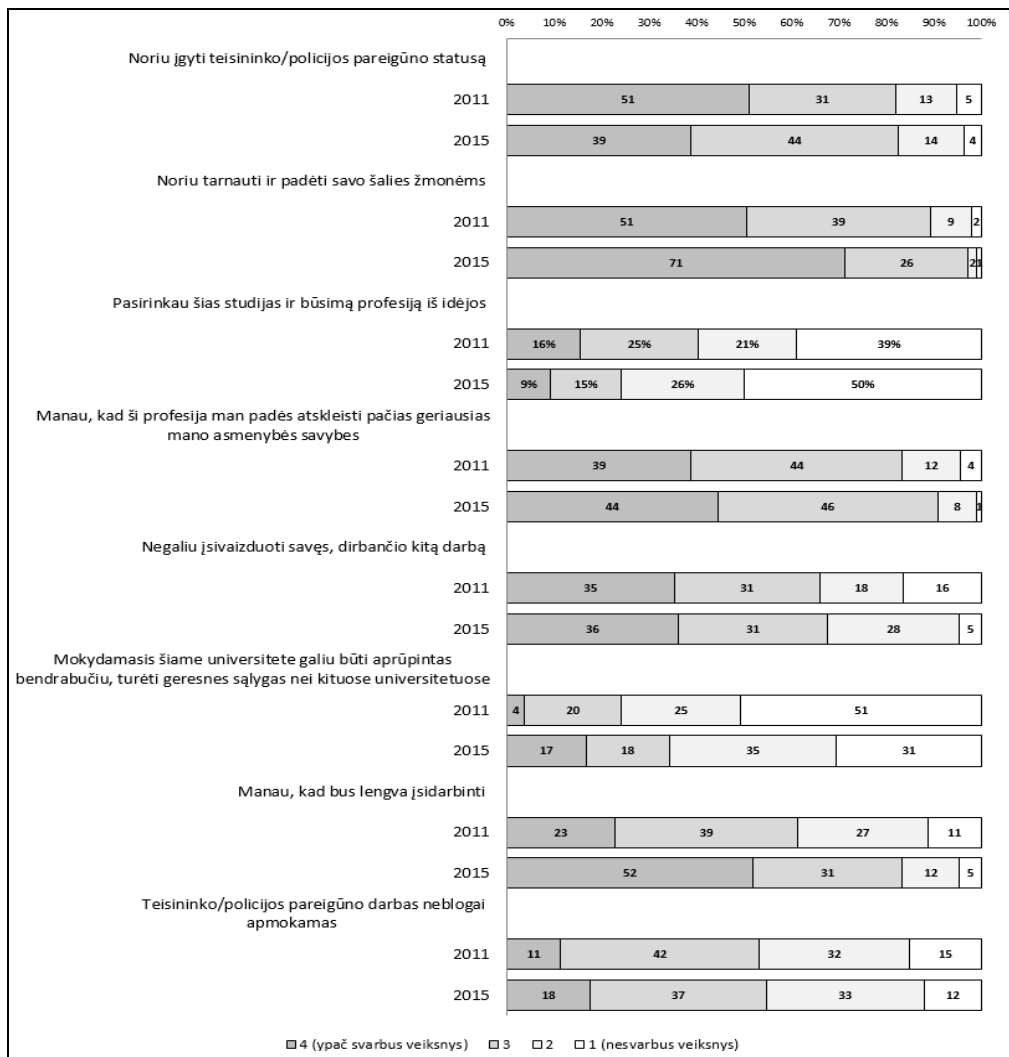 0% 10% 20% 30% 40% 50% 60% 70% 80% 90% 100%
Noriu įgyti teisininko/policijos pareigūno statusą
2011 51 31 13 5
2015 39 44 14 4
Noriu tarnauti ir padėti savo šalies žmonėms
2011 51 39 9 2
2015 71 26 2 1
Pasirinkau šias studijas ir būsimą profesiją iš idėjos
2011 16% 25% 21% 39%
2015 9% 15% 26% 50%
Manau, kad ši profesija man padės atskleisti pačias geriausias
mano asmenybės savybes
2011 39 44 12 4
2015 44 46 8 1
Negaliu įsivaizduoti savęs, dirbančio kitą darbą
2011 35 31 18 16
2015 36 31 28 5
Mokydamasis šiame universitete galiu būti aprūpintas
bendrabučiu, turėti geresnes sąlygas nei kituose universitetuose
2011 4 20 25 51
2015 17 18 35 31
Manau, kad bus lengva įsidarbinti
2011 23 39 27 11
2015 52 31 12 5
Teisininko/policijos pareigūno darbas neblogai
apmokamas
2011 11 42 32 15
2015 18 37 33 12
4 (ypač svarbus veiksnys) 3 2 1 (nesvarbus veiksnys)